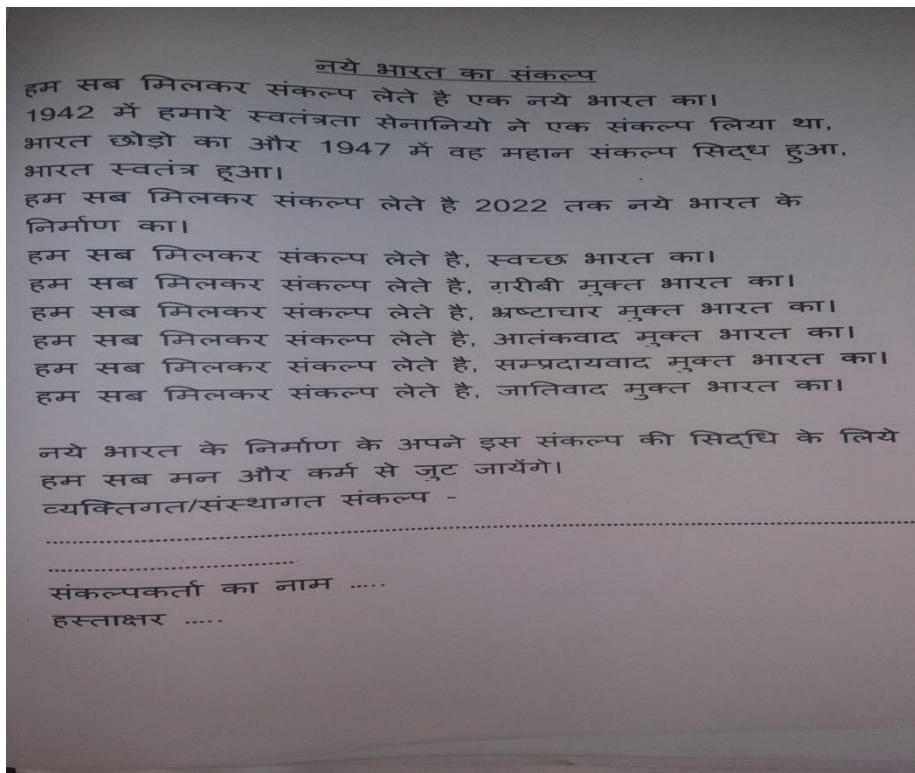 नये भारत का संकल्प
हम सब मिलकर संकल्प लेते है एक नये भारत का।
1942 में हमारे स्वतंत्रता सेनानियो ने एक संकल्प लिया था,
भारत छोड़ो का और 1947 में वह महान संकल्प सिद्ध हुआ,
भारत स्वतंत्र हूआ।
हम सब मिलकर संकल्प लेते है 2022 तक नये भारत के
निर्माण का।
हम सब मिलकर संकल्प लेते है, स्वच्छ भारत का।
हम सब मिलकर संकल्प लेते है, ग़रीबी मुक्त भारत का।
हम सब मिलकर संकल्प लेते है, भ्रष्टाचार मुक्त भारत का।
हम सब मिलकर संकल्प लेते है, आतंकवाद मुक्त भारत का।
हम सब मिलकर संकल्प लेते है, सम्प्रदायवाद मुक्त भारत का।
हम सब मिलकर संकल्प लेते है, जातिवाद मुक्त भारत का।
नये भारत के निर्माण के अपने इस संकल्प की सिद्धि के लिये
हम सब मन और कर्म से जुट जायेंगे।
व्यक्तिगत/संस्थागत संकल्प -
संकल्पकर्ता का नाम .....
हस्ताक्षर .....